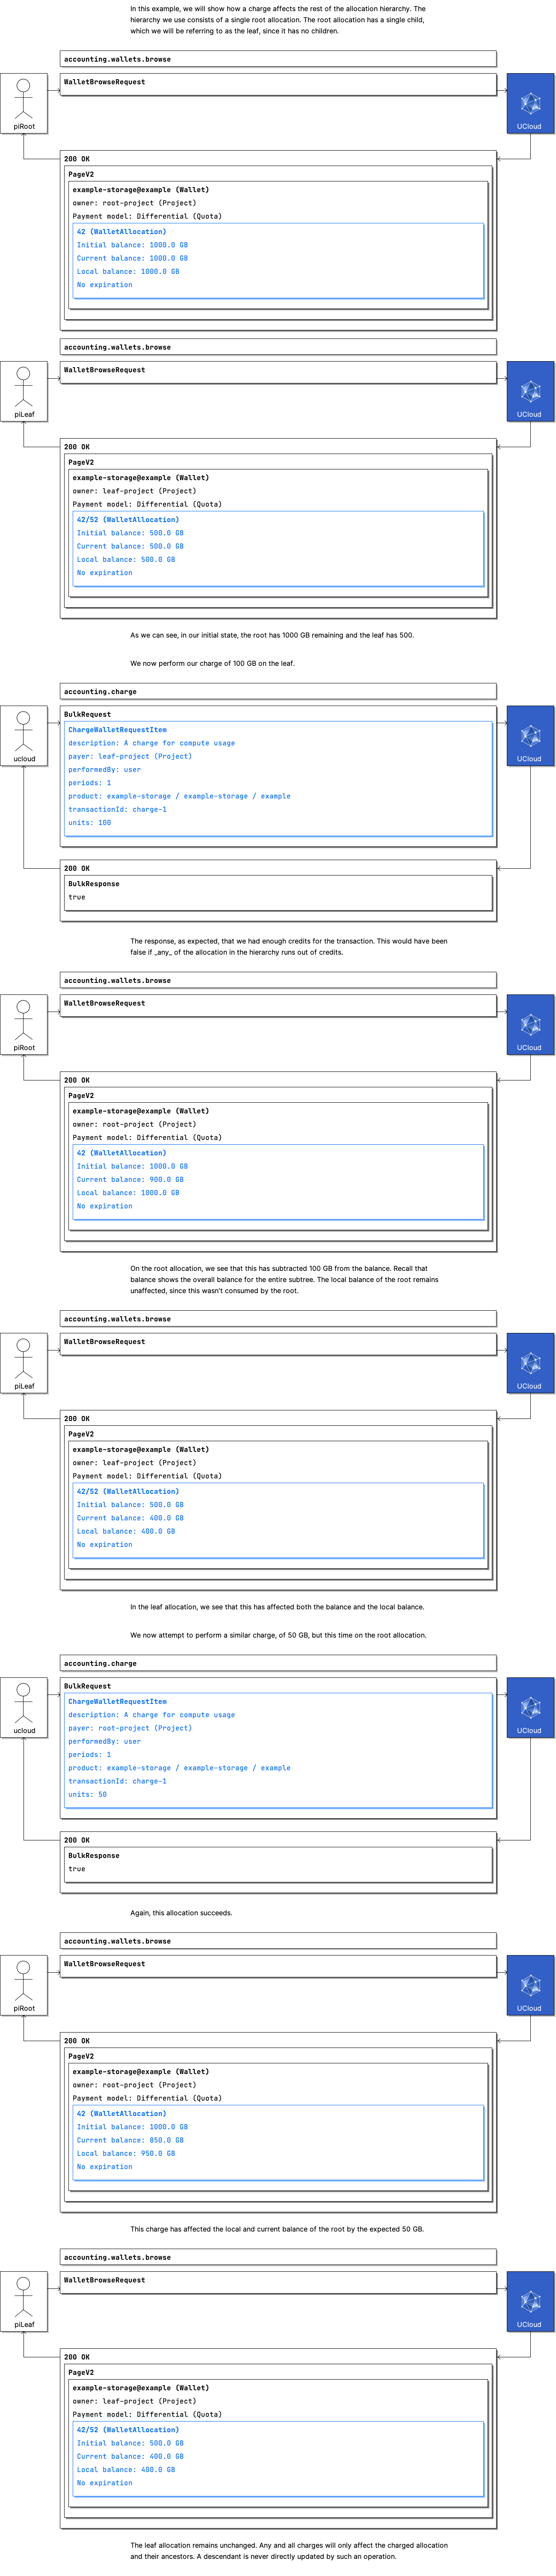 In this example, we will show how a charge affects the rest of the allocation hierarchy. The
hierarchy we use consists of a single root allocation. The root allocation has a single child,
which we will be referring to as the leaf, since it has no children.
accounting.wallets.browse
WalletBrowseRequest
piRoot
UCloud
200 OK
PageV2
example-storage@example (Wallet)
owner: root-project (Project)
Payment model: Differential (Quota)
42 (WalletAllocation)
Initial balance: 1000.0 GB
Current balance: 1000.0 GB
Local balance: 1000.0 GB
No expiration
accounting.wallets.browse
WalletBrowseRequest
piLeaf
UCloud
200 OK
PageV2
example-storage@example (Wallet)
owner: leaf-project (Project)
Payment model: Differential (Quota)
42/52 (WalletAllocation)
Initial balance: 500.0 GB
Current balance: 500.0 GB
Local balance: 500.0 GB
No expiration
As we can see, in our initial state, the root has 1000 GB remaining and the leaf has 500.
We now perform our charge of 100 GB on the leaf.
accounting.charge
BulkRequest
ChargeWalletRequestItem
description: A charge for compute usage
payer: leaf-project (Project)
performedBy: user
periods: 1
product: example-storage / example-storage / example
transactionId: charge-1
units: 100
ucloud
UCloud
200 OK
BulkResponse
true
The response, as expected, that we had enough credits for the transaction. This would have been
false if _any_ of the allocation in the hierarchy runs out of credits.
accounting.wallets.browse
WalletBrowseRequest
piRoot
UCloud
200 OK
PageV2
example-storage@example (Wallet)
owner: root-project (Project)
Payment model: Differential (Quota)
42 (WalletAllocation)
Initial balance: 1000.0 GB
Current balance: 900.0 GB
Local balance: 1000.0 GB
No expiration
On the root allocation, we see that this has subtracted 100 GB from the balance. Recall that
balance shows the overall balance for the entire subtree. The local balance of the root remains
unaffected, since this wasn't consumed by the root.
accounting.wallets.browse
WalletBrowseRequest
piLeaf
UCloud
200 OK
PageV2
example-storage@example (Wallet)
owner: leaf-project (Project)
Payment model: Differential (Quota)
42/52 (WalletAllocation)
Initial balance: 500.0 GB
Current balance: 400.0 GB
Local balance: 400.0 GB
No expiration
In the leaf allocation, we see that this has affected both the balance and the local balance.
We now attempt to perform a similar charge, of 50 GB, but this time on the root allocation.
accounting.charge
BulkRequest
ChargeWalletRequestItem
description: A charge for compute usage
payer: root-project (Project)
performedBy: user
periods: 1
product: example-storage / example-storage / example
transactionId: charge-1
units: 50
ucloud
UCloud
200 OK
BulkResponse
true
Again, this allocation succeeds.
accounting.wallets.browse
WalletBrowseRequest
piRoot
UCloud
200 OK
PageV2
example-storage@example (Wallet)
owner: root-project (Project)
Payment model: Differential (Quota)
42 (WalletAllocation)
Initial balance: 1000.0 GB
Current balance: 850.0 GB
Local balance: 950.0 GB
No expiration
This charge has affected the local and current balance of the root by the expected 50 GB.
accounting.wallets.browse
WalletBrowseRequest
piLeaf
UCloud
200 OK
PageV2
example-storage@example (Wallet)
owner: leaf-project (Project)
Payment model: Differential (Quota)
42/52 (WalletAllocation)
Initial balance: 500.0 GB
Current balance: 400.0 GB
Local balance: 400.0 GB
No expiration
The leaf allocation remains unchanged. Any and all charges will only affect the charged allocation
and their ancestors. A descendant is never directly updated by such an operation.